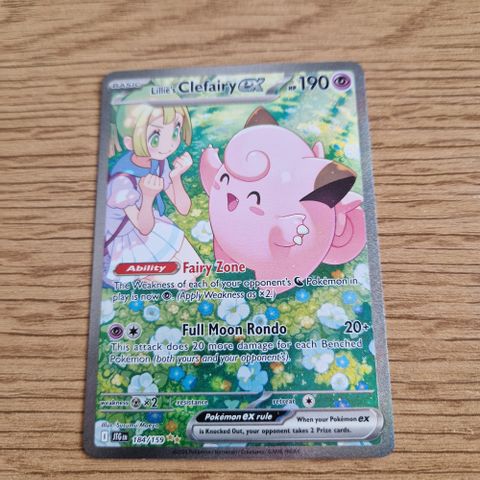 BASIC Lillie's Clefairy ex HP 190
Ability Fairy Zone
The Weakness of each of your opponent's Pokémon in
play is now . (Apply Weakness as ×2.)
Full Moon Rondo 20+
This attack does 20 more damage for each Benched
Pokémon (both yours and your opponent's).
weakness ×2 resistance retreat
Pokémon ex rule When your Pokémon ex
is Knocked Out, your opponent takes 2 Prize cards.
Illus.
JTG EN 184/159